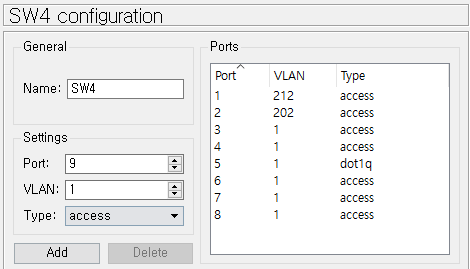 SW4 configuration
General
Name: SW4
Settings
Port: 9
VLAN: 1
Type: access
Add Delete
Ports
Port VLAN Type
1 212 access
2 202 access
3 1 access
4 1 access
5 1 dot1q
6 1 access
7 1 access
8 1 access